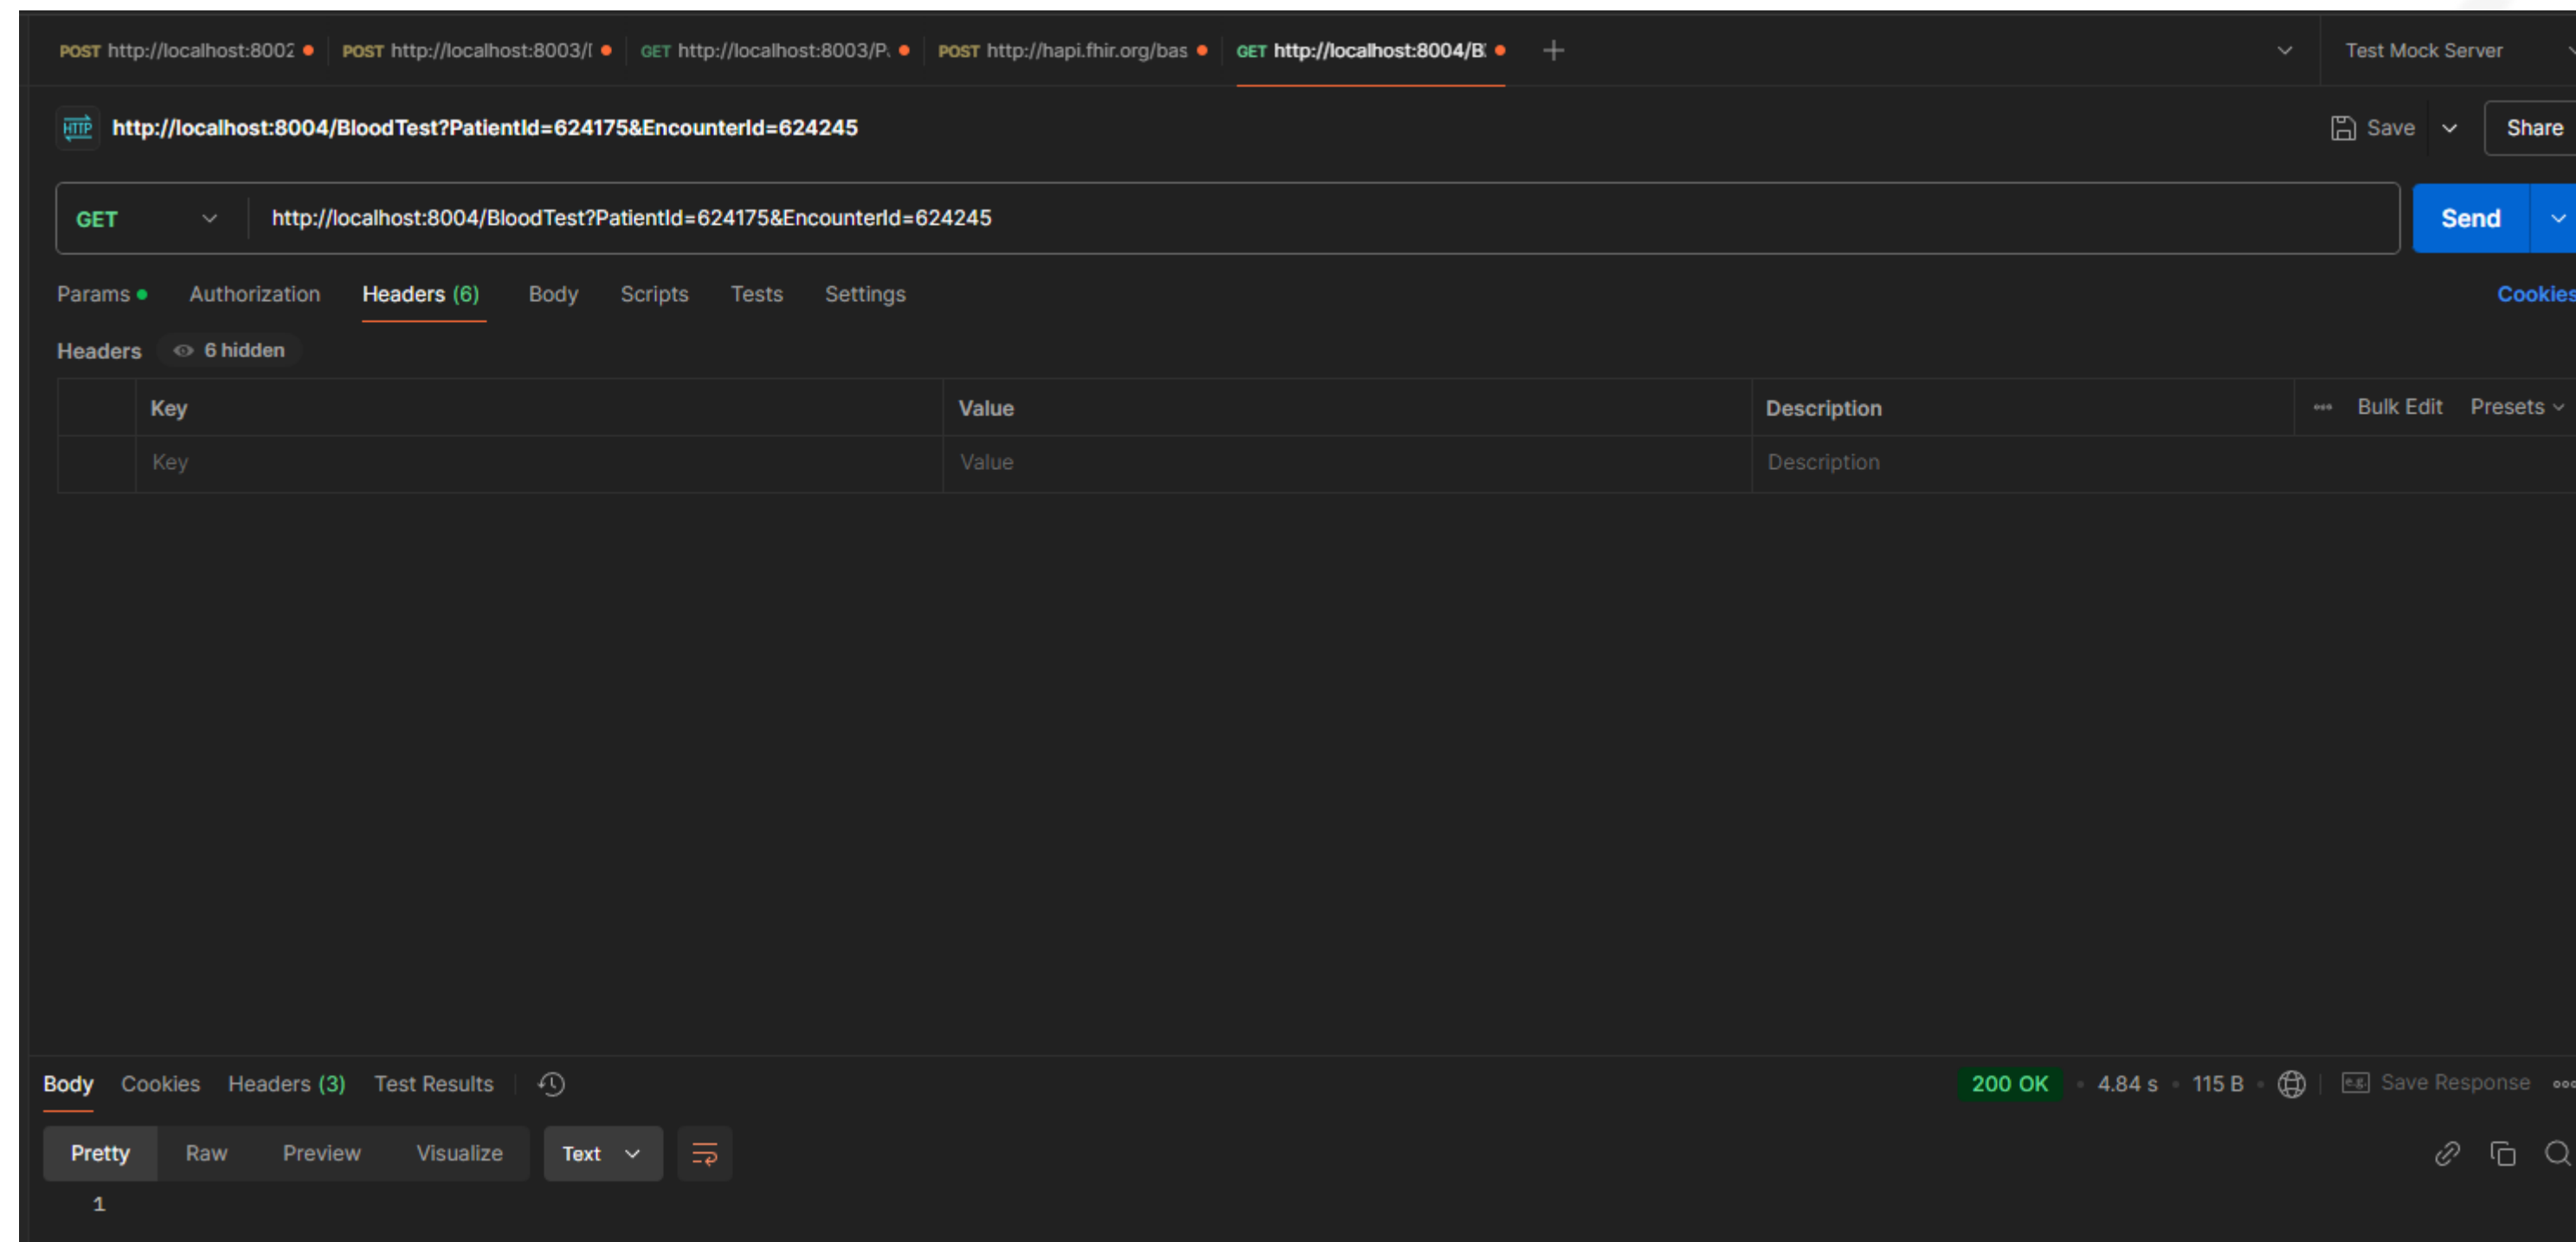 POST http://localhost:8002 POST http://localhost:8003/ GET http://localhost:8003/P POST http://hapi.fhir.org/bas GET http://localhost:8004/B Test Mock Server
HTTP http://localhost:8004/BloodTest?PatientId=624175&EncounterId=624245 Save Share
GET http://localhost:8004/BloodTest?PatientId=624175&EncounterId=624245 Send
Params Authorization Headers (6) Body Scripts Tests Settings Cookies
Headers 6 hidden
Key Value Description Bulk Edit Presets
Key Value Description
Body Cookies Headers (3) Test Results 200 OK 4.84 s 115 B e.g. Save Response
Pretty Raw Preview Visualize Text
1